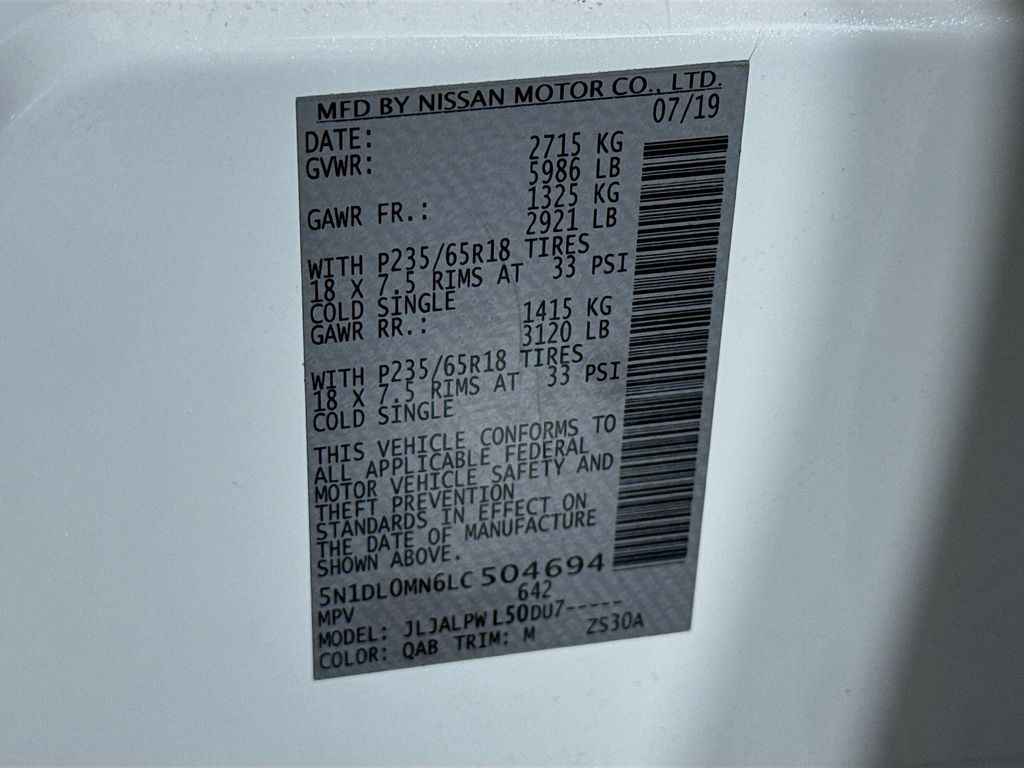 MFD BY NISSAN MOTOR CO., LTD.
DATE: 07/19
GVWR: 2715 KG
5986 LB
GAWR FR.: 1325 KG
2921 LB
WITH P235/65R18 TIRES
18 X 7.5 RIMS AT 33 PSI
COLD SINGLE
GAWR RR.: 1415 KG
3120 LB
WITH P235/65R18 TIRES
18 X 7.5 RIMS AT 33 PSI
COLD SINGLE
THIS VEHICLE CONFORMS TO
ALL APPLICABLE FEDERAL
MOTOR VEHICLE SAFETY AND
THEFT PREVENTION
STANDARDS IN EFFECT ON
THE DATE OF MANUFACTURE
SHOWN ABOVE.
5N1DL0MN6LC504694
MPV 642
MODEL: JLJALPWL50DU7-----
COLOR: QAB TRIM: M ZS30A